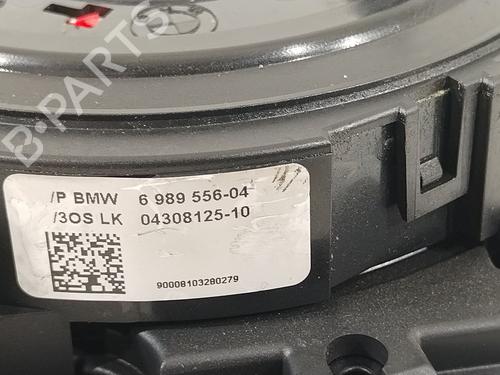 B-PARTS
/P BMW 6 989 556-04
/3OS LK 04308125-10
90008103280279